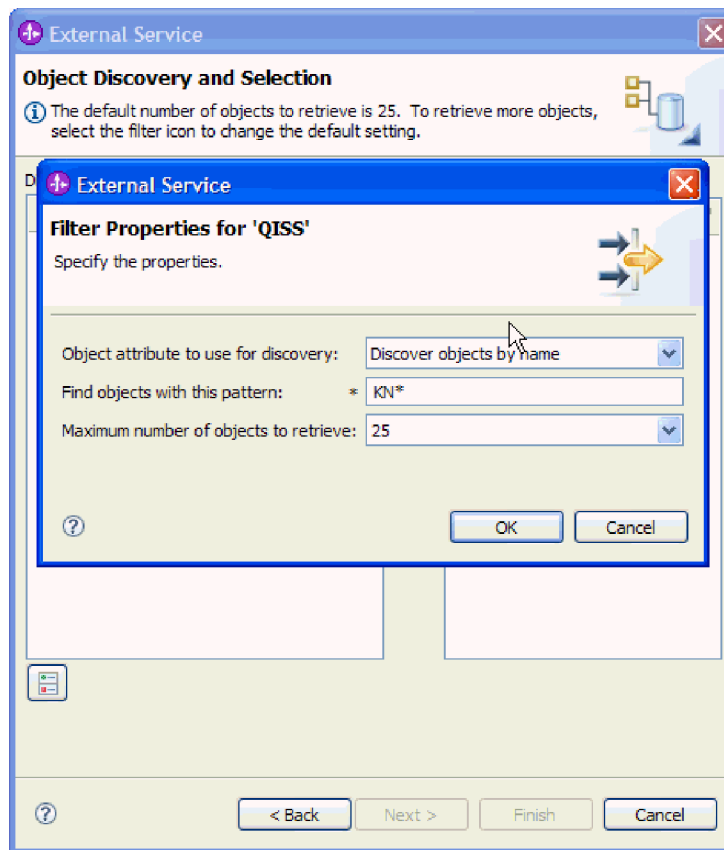 External Service
Object Discovery and Selection
The default number of objects to retrieve is 25. To retrieve more objects,
select the filter icon to change the default setting.
D
External Service
Filter Properties for 'QISS'
Specify the properties.
Object attribute to use for discovery: Discover objects by name
Find objects with this pattern: * KN*
Maximum number of objects to retrieve: 25
OK Cancel
< Back Next > Finish Cancel